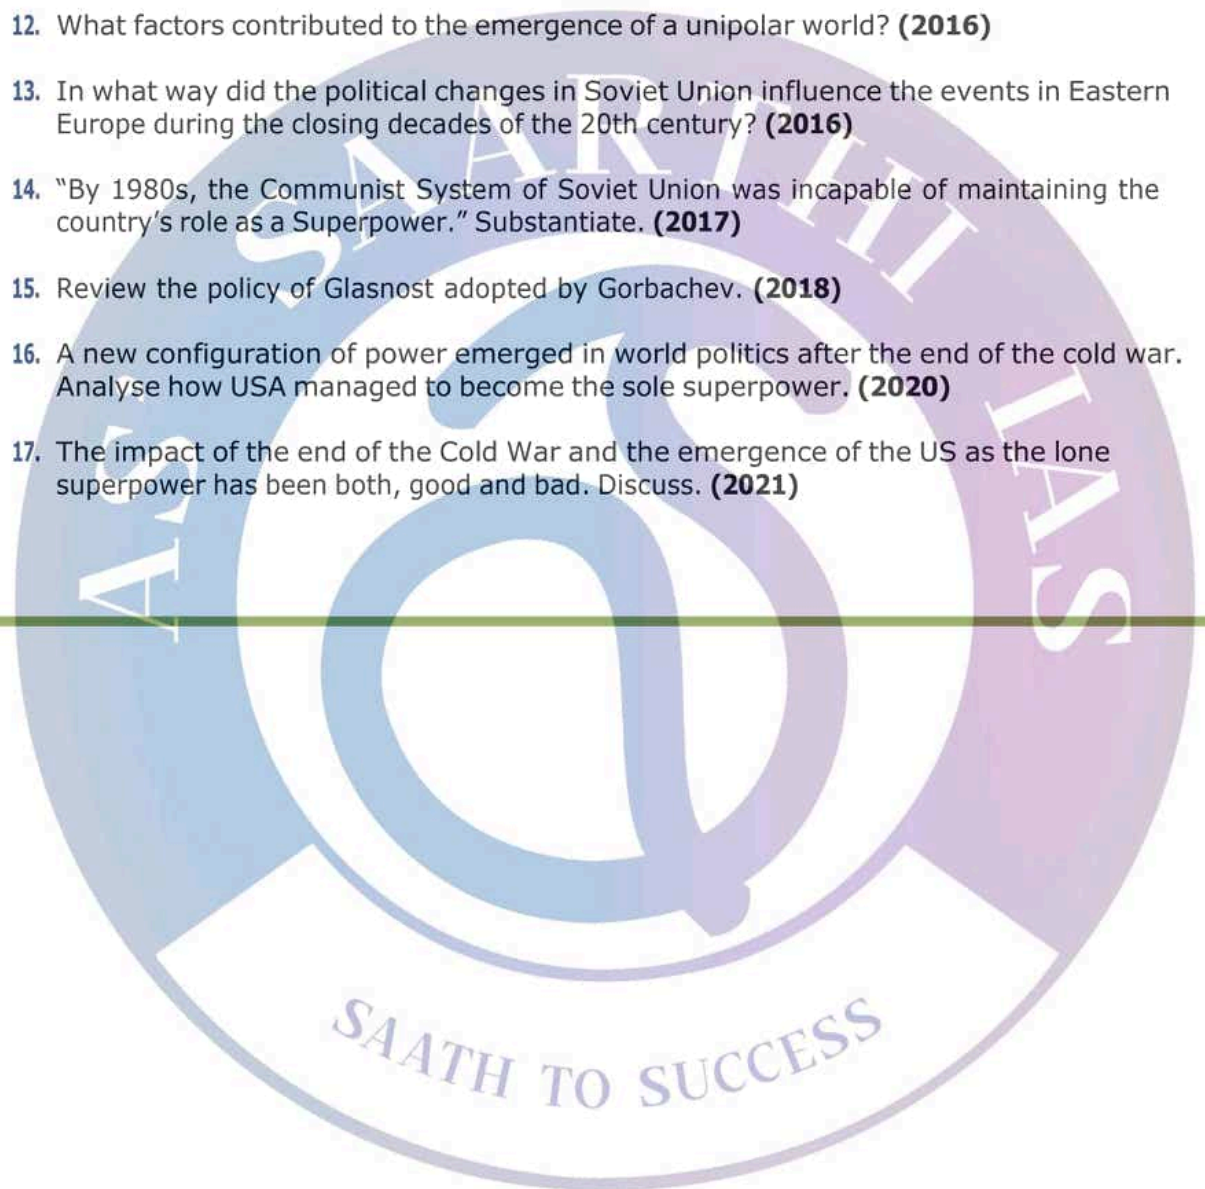 12. What factors contributed to the emergence of a unipolar world? (2016)
13. In what way did the political changes in Soviet Union influence the events in Eastern
Europe during the closing decades of the 20th century? (2016)
14. “By 1980s, the Communist System of Soviet Union was incapable of maintaining the
country’s role as a Superpower.” Substantiate. (2017)
15. Review the policy of Glasnost adopted by Gorbachev. (2018)
16. A new configuration of power emerged in world politics after the end of the cold war.
Analyse how USA managed to become the sole superpower. (2020)
17. The impact of the end of the Cold War and the emergence of the US as the lone
superpower has been both, good and bad. Discuss. (2021)
AS' SAARTHI IAS
SAATH TO SUCCESS